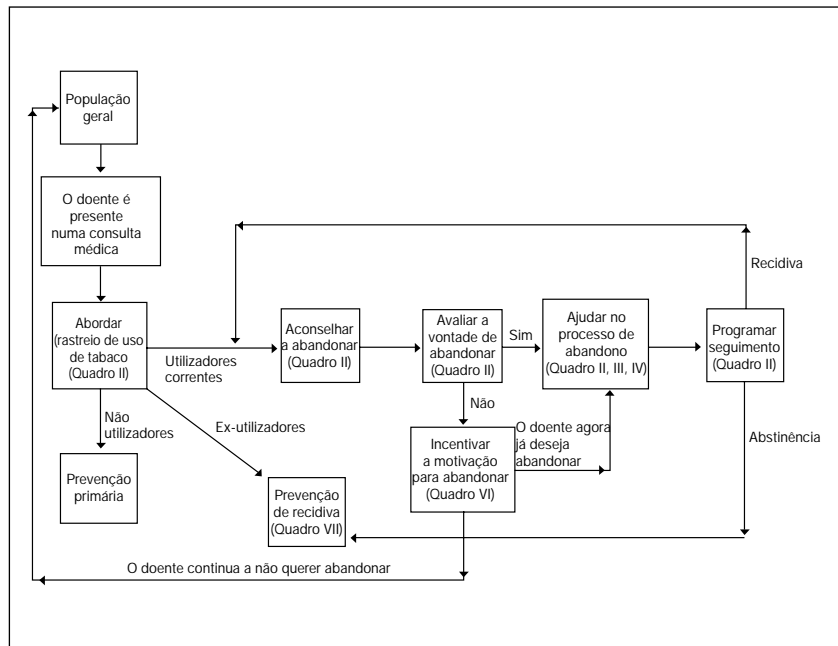 População
geral
O doente é
presente
numa consulta
médica
Recidiva
Abordar
(rastreio de uso
de tabaco
(Quadro II)
Utilizadores
correntes
Aconselhar
a abandonar
(Quadro II)
Avaliar a
vontade de
abandonar
(Quadro II)
Sim
Ajudar no
processo de
abandono
(Quadro II, III, IV)
Programar
seguimento
(Quadro II)
Não
utilizadores
Ex-utilizadores
Não
O doente agora
já deseja
abandonar
Abstinência
Prevenção
primária
Incentivar
a motivação
para abandonar
(Quadro VI)
Prevenção
de recidiva
(Quadro VII)
O doente continua a não querer abandonar